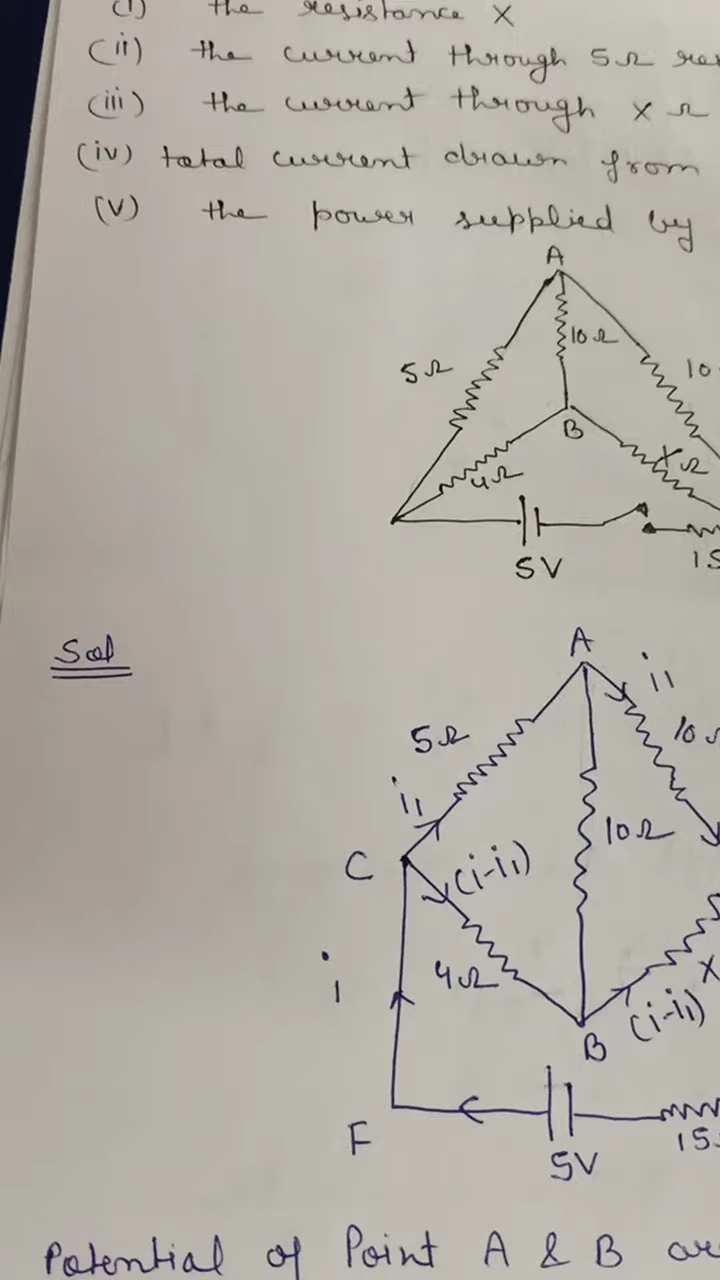 (i) the resistance X
(ii) the current through 5Ω
(iii) the current through x Ω
(iv) total current drawn from
(v) the power supplied by
A
5Ω
10Ω
10
B
4Ω
XΩ
5V
15
Sol
A
i1
5Ω
10
i1
10Ω
C
(i-i1)
i
4Ω
X
(i-i1)
B
F
5V
15
Potential of Point A & B